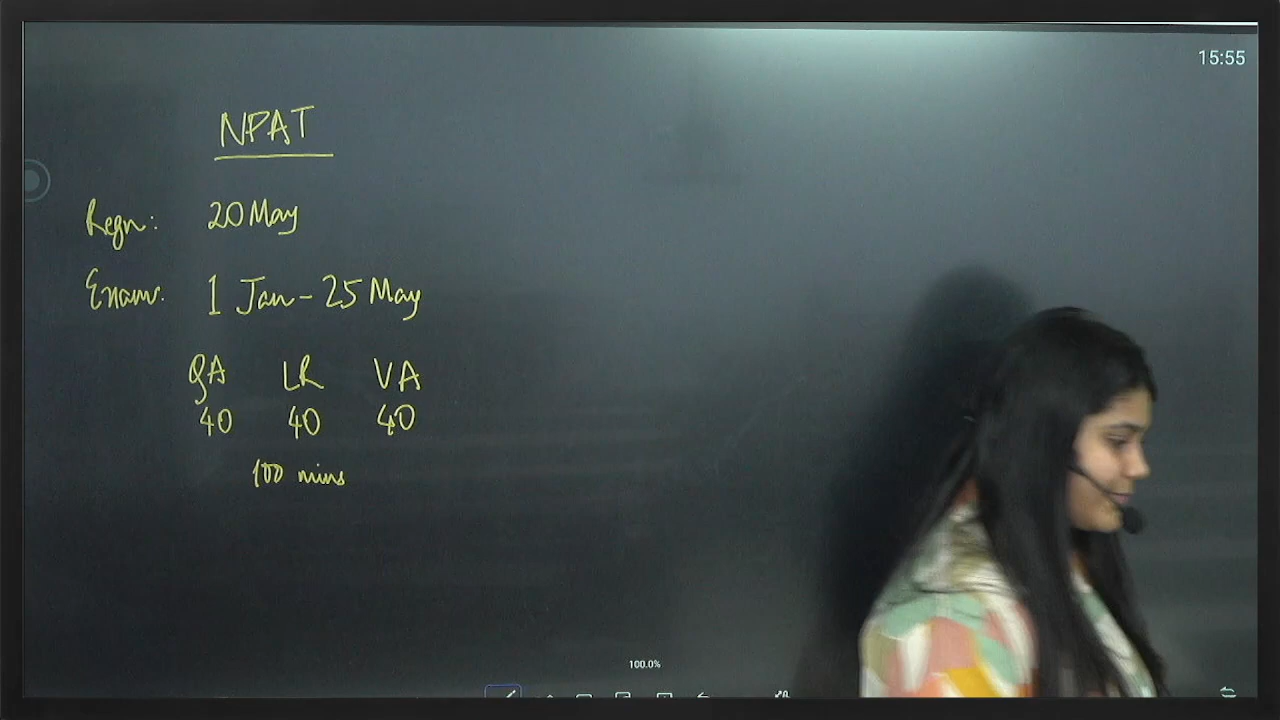 15:55
NPAT
Regn: 20 May
Exam: 1 Jan - 25 May
QA LR VA
40 40 40
100 mins
100.0%